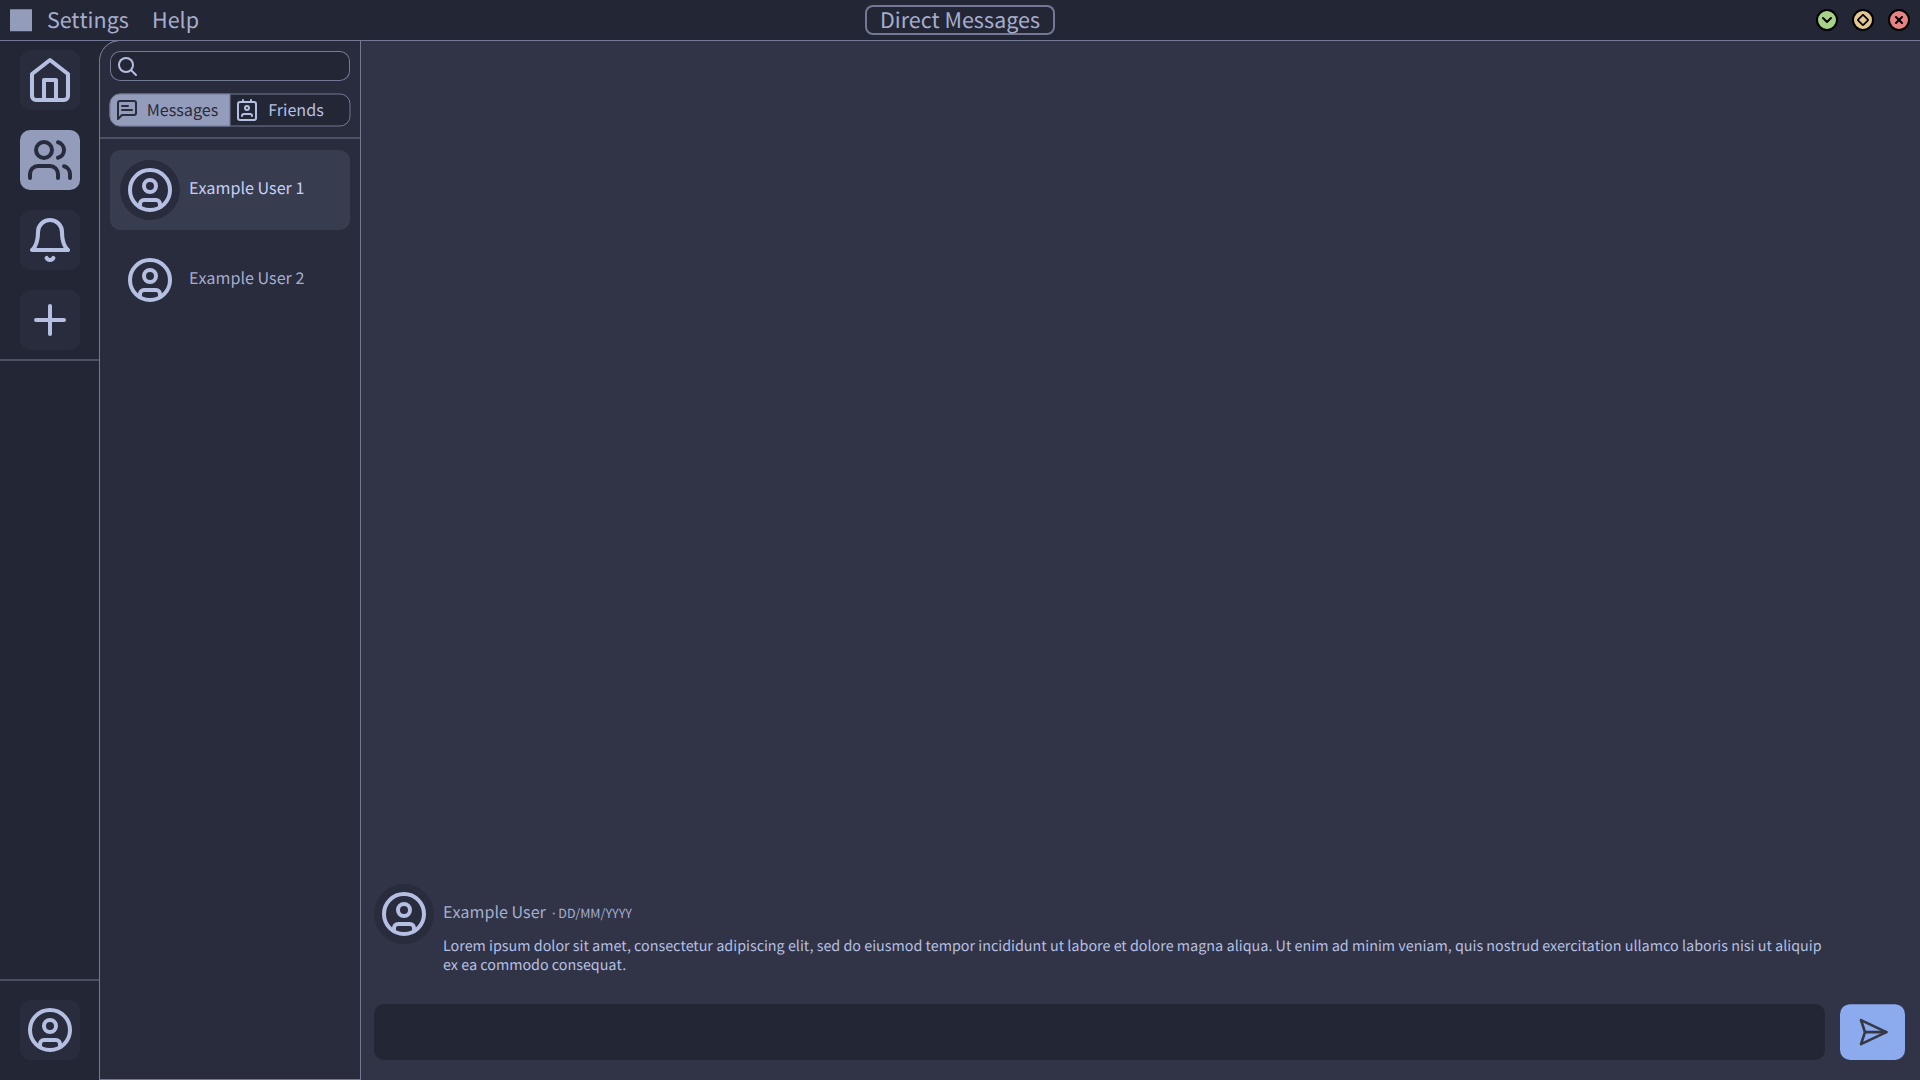 Settings Help Direct Messages
Messages Friends
Example User 1
Example User 2
Example User · DD/MM/YYYY
Lorem ipsum dolor sit amet, consectetur adipiscing elit, sed do eiusmod tempor incididunt ut labore et dolore magna aliqua. Ut enim ad minim veniam, quis nostrud exercitation ullamco laboris nisi ut aliquip
ex ea commodo consequat.